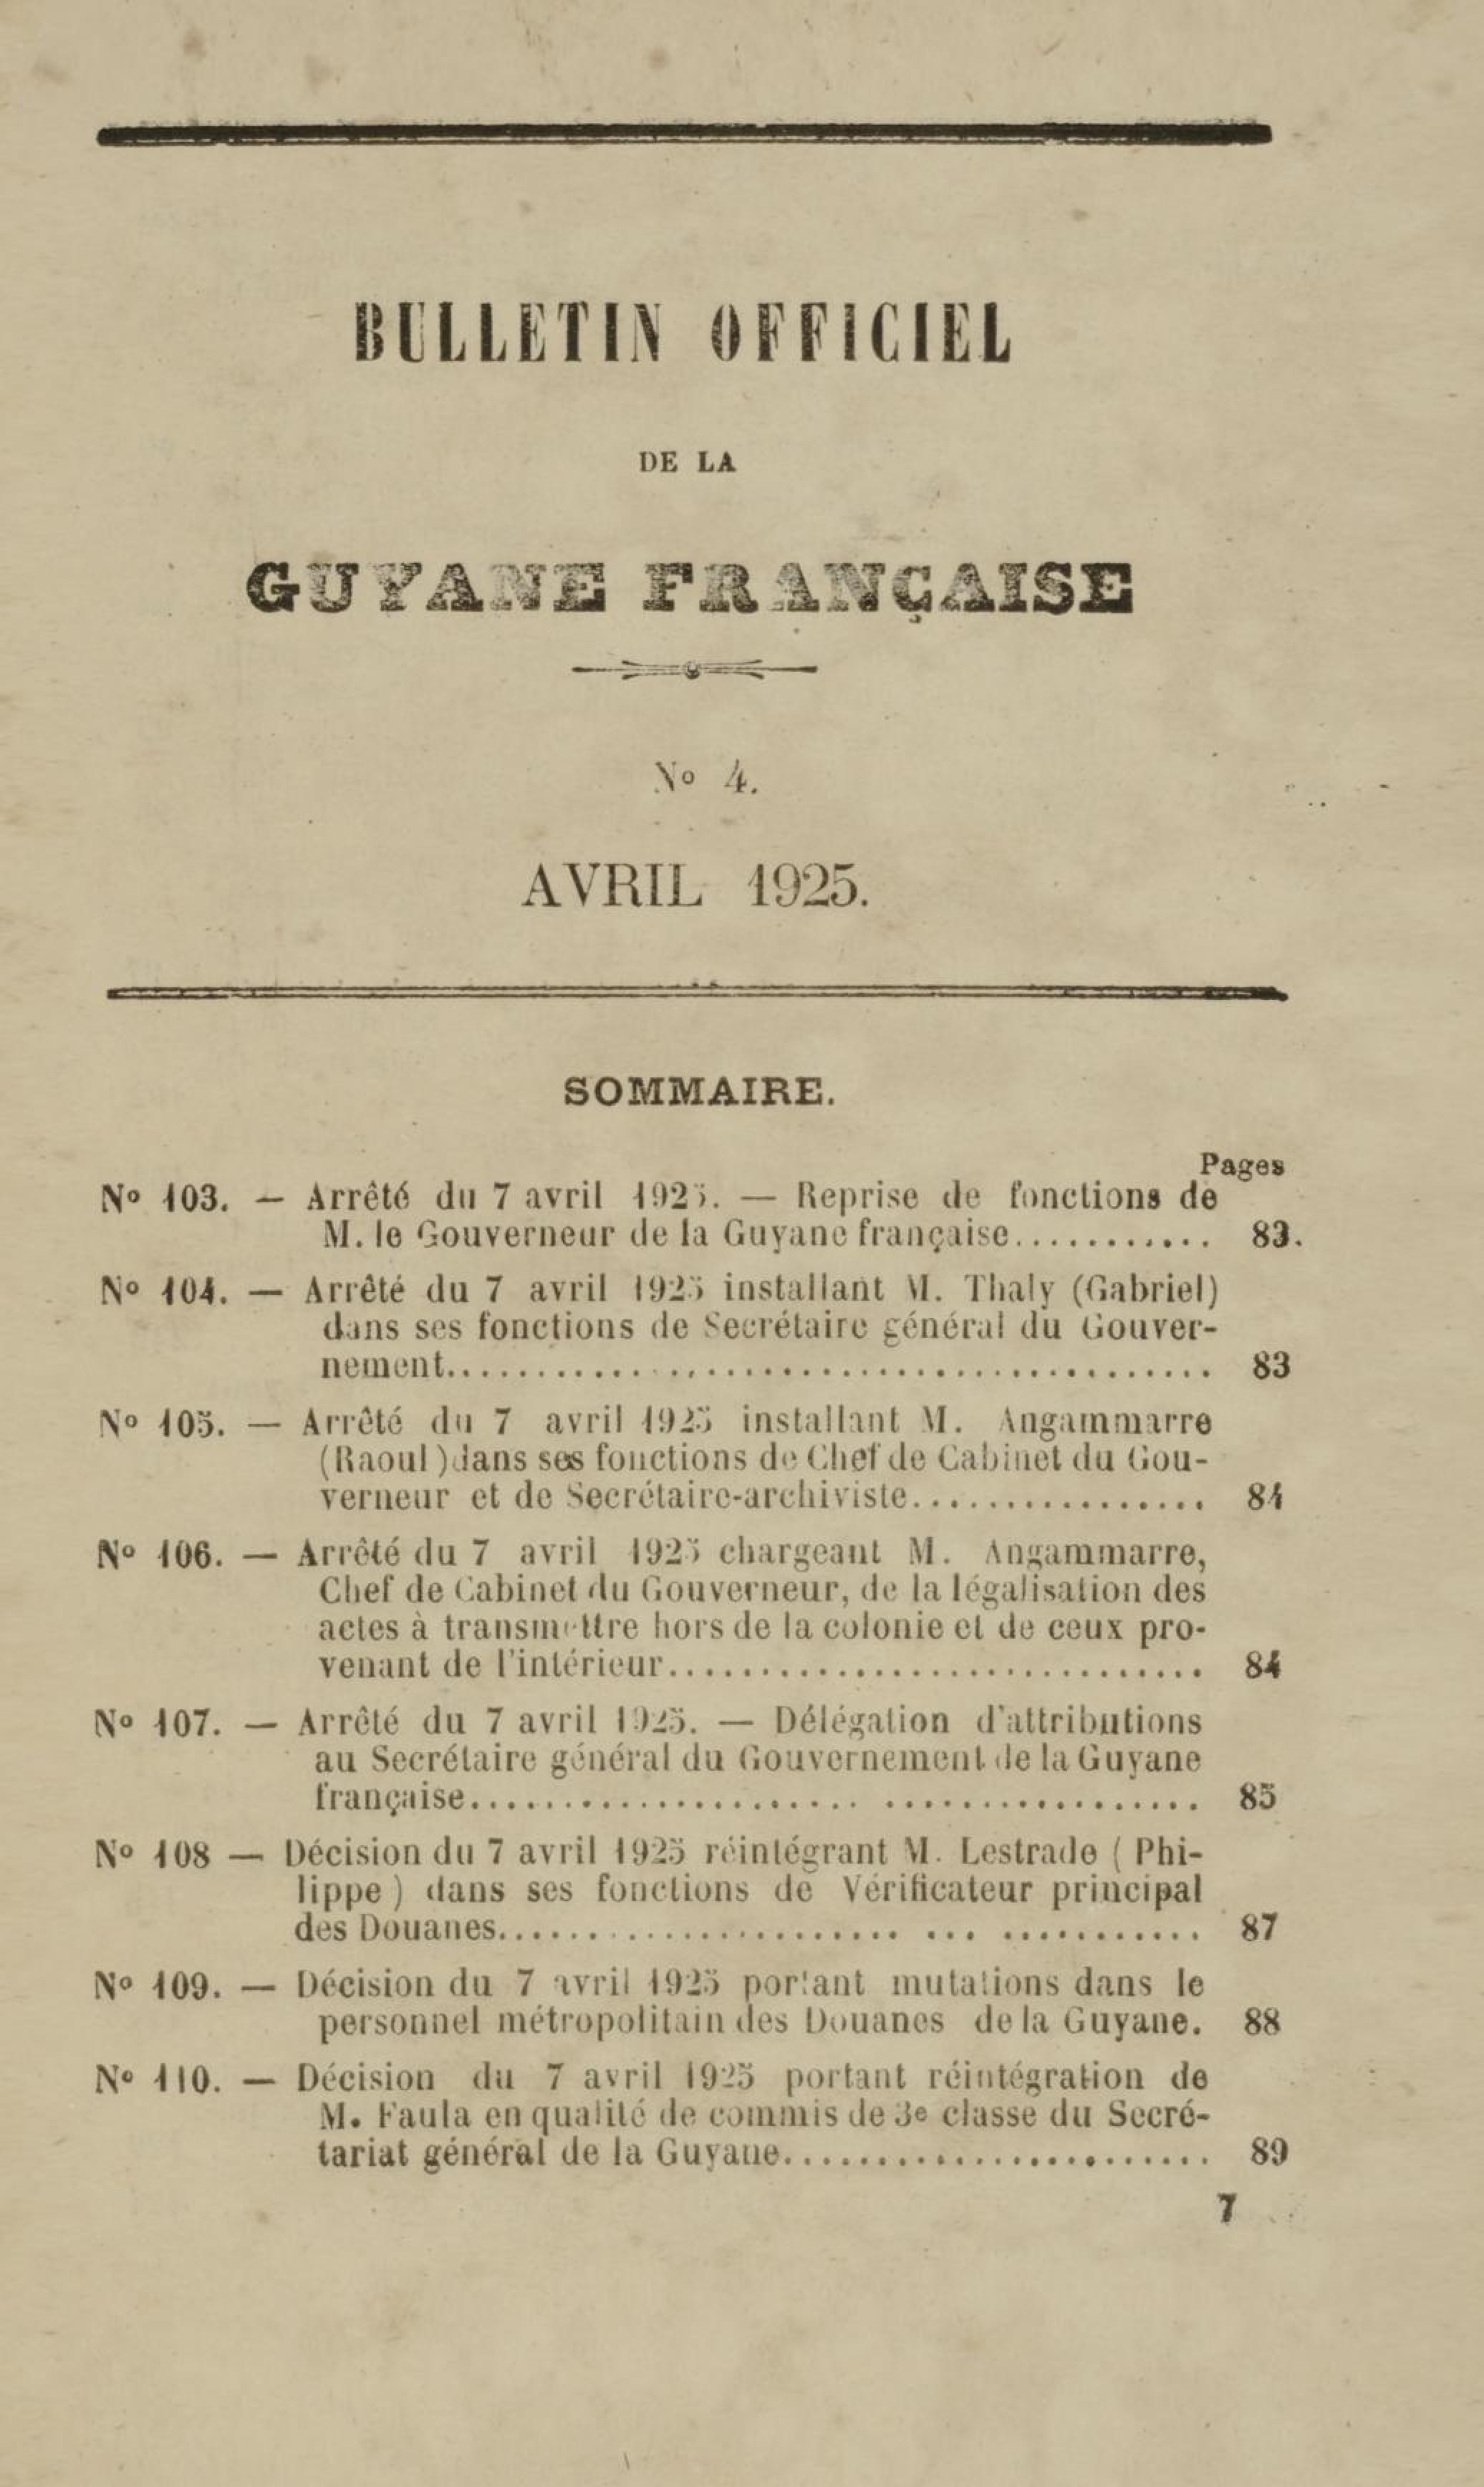 BULLETIN OFFICIEL
DE LA
GUYANE FRANÇAISE
No 4.
AVRIL 1925.
SOMMAIRE.
Pages
No 103. — Arrêté du 7 avril 1925. — Reprise de fonctions de
M. le Gouverneur de la Guyane française........... 83.
No 104. — Arrêté du 7 avril 1925 installant M. Thaly (Gabriel)
dans ses fonctions de Secrétaire général du Gouver-
nement........................................ 83
No 105. — Arrêté du 7 avril 1925 installant M. Angammarre
(Raoul) dans ses fonctions de Chef de Cabinet du Gou-
verneur et de Secrétaire-archiviste................ 84
No 106. — Arrêté du 7 avril 1925 chargeant M. Angammarre,
Chef de Cabinet du Gouverneur, de la légalisation des
actes à transmettre hors de la colonie et de ceux pro-
venant de l'intérieur............................. 84
No 107. — Arrêté du 7 avril 1925. — Délégation d'attributions
au Secrétaire général du Gouvernement de la Guyane
française..................... ................. 85
No 108 — Décision du 7 avril 1925 réintégrant M. Lestrade ( Phi-
lippe ) dans ses fonctions de Vérificateur principal
des Douanes...................... ... ........... 87
No 109. — Décision du 7 avril 1925 portant mutations dans le
personnel métropolitain des Douanes de la Guyane. 88
No 110. — Décision du 7 avril 1925 portant réintégration de
M. Faula en qualité de commis de 3e classe du Secré-
tariat général de la Guyane....................... 89
7